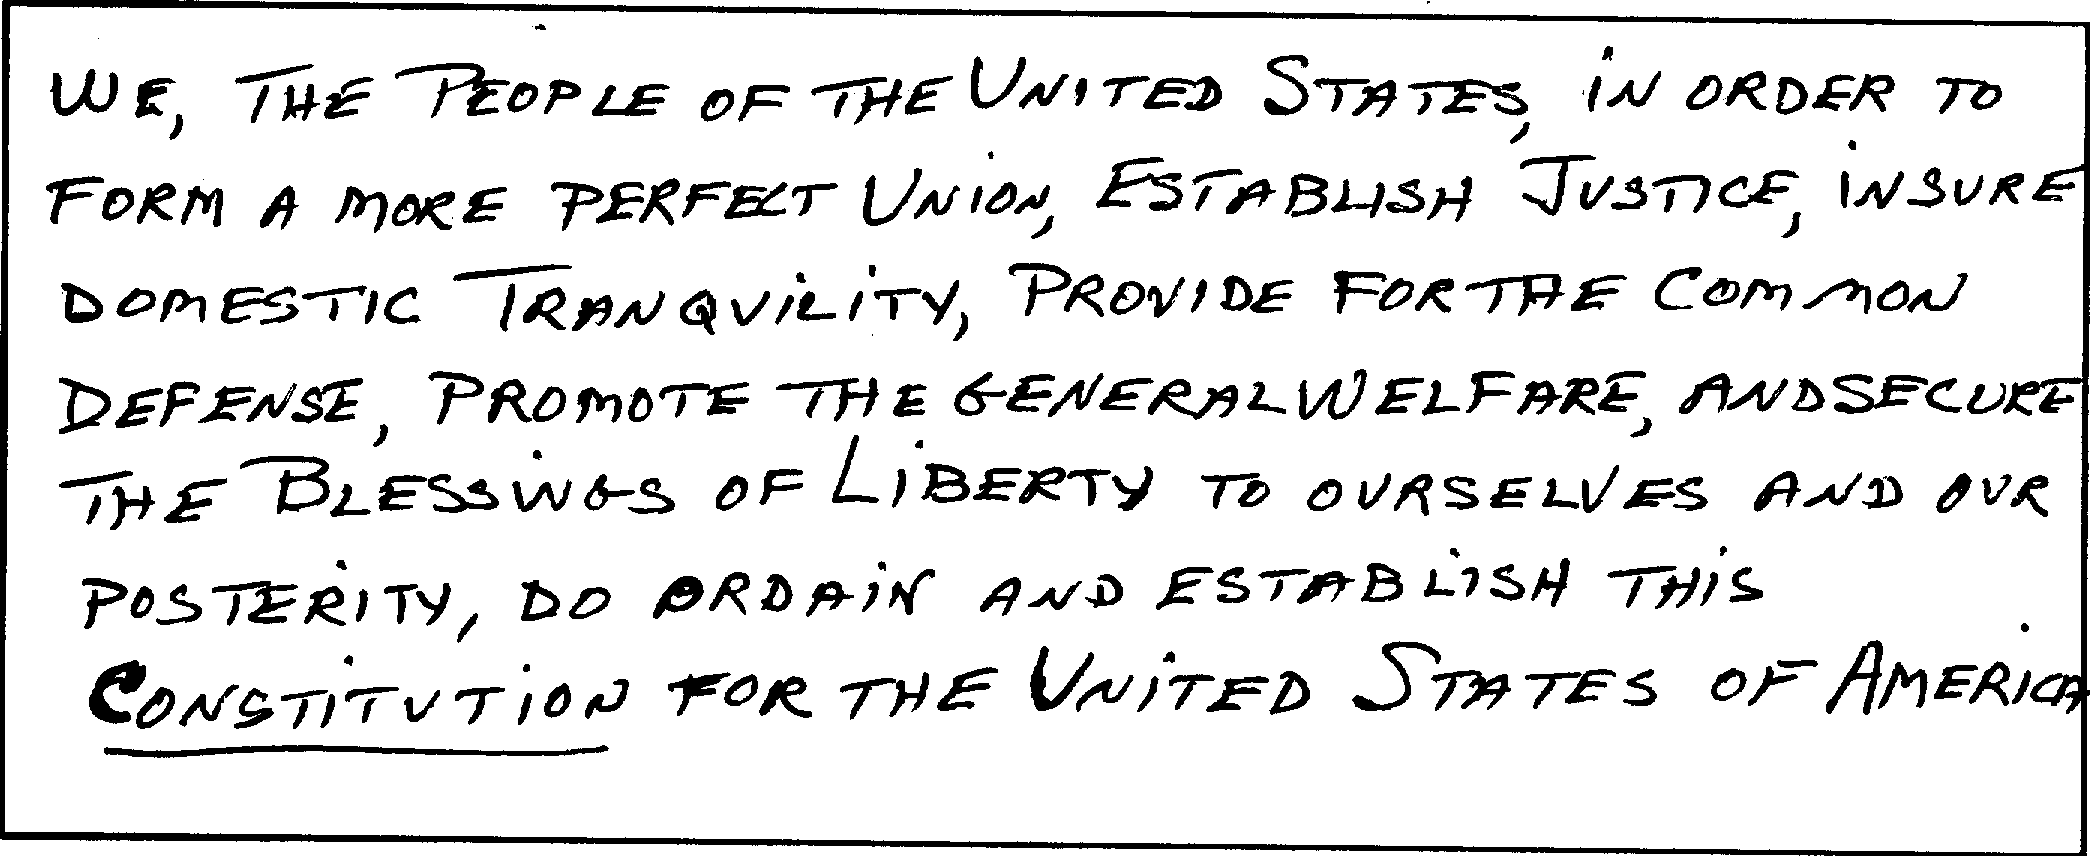 WE, THE PEOPLE OF THE UNITED STATES, IN ORDER TO
FORM A MORE PERFECT UNION, ESTABLISH JUSTICE, INSURE
DOMESTIC TRANQUILITY, PROVIDE FOR THE COMMON
DEFENSE, PROMOTE THE GENERAL WELFARE, AND SECURE
THE BLESSINGS OF LIBERTY TO OURSELVES AND OUR
POSTERITY, DO ORDAIN AND ESTABLISH THIS
CONSTITUTION FOR THE UNITED STATES OF AMERICA